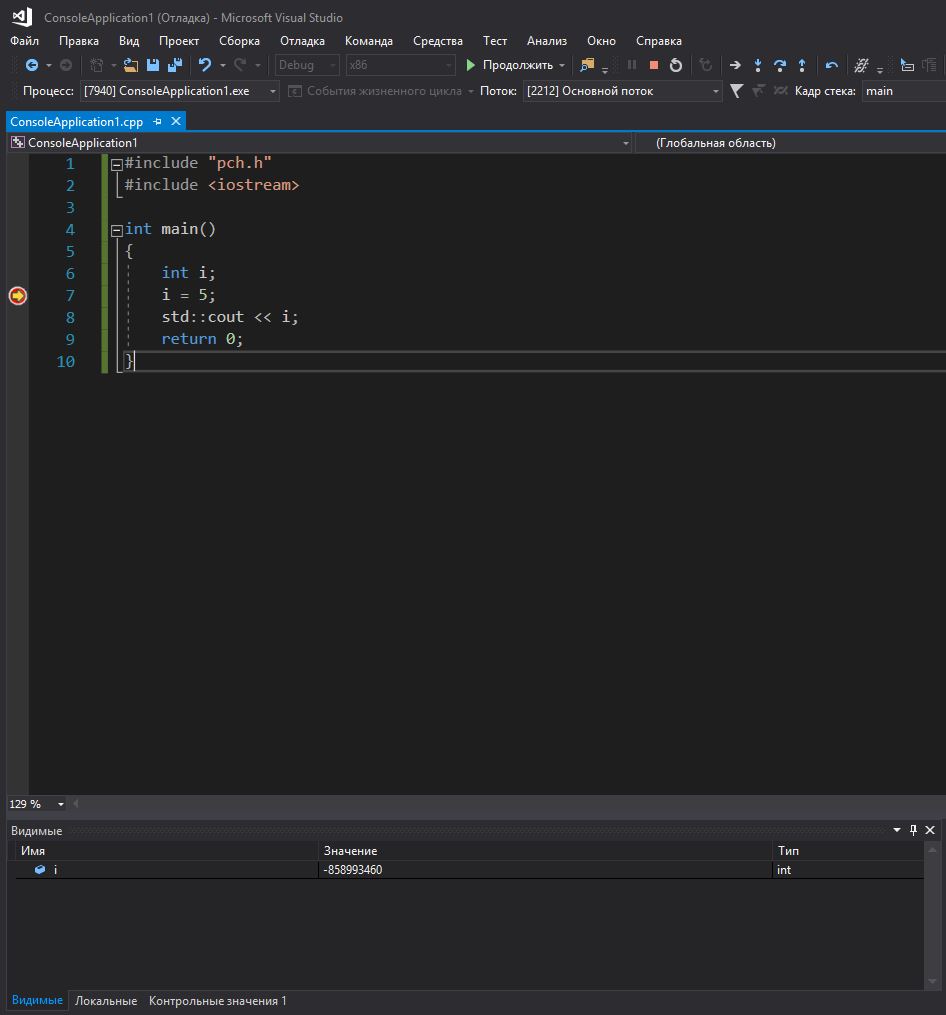 ConsoleApplication1 (Отладка) - Microsoft Visual Studio
Файл Правка Вид Проект Сборка Отладка Команда Средства Тест Анализ Окно Справка
Debug x86 Продолжить
Процесс: [7940] ConsoleApplication1.exe События жизненного цикла Поток: [2212] Основной поток Кадр стека: main
ConsoleApplication1.cpp
ConsoleApplication1 (Глобальная область)
1 #include "pch.h"
2 #include <iostream>
3
4 int main()
5 {
6 int i;
7 i = 5;
8 std::cout << i;
9 return 0;
10 }
129 %
Видимые
Имя Значение Тип
i -858993460 int
Видимые Локальные Контрольные значения 1